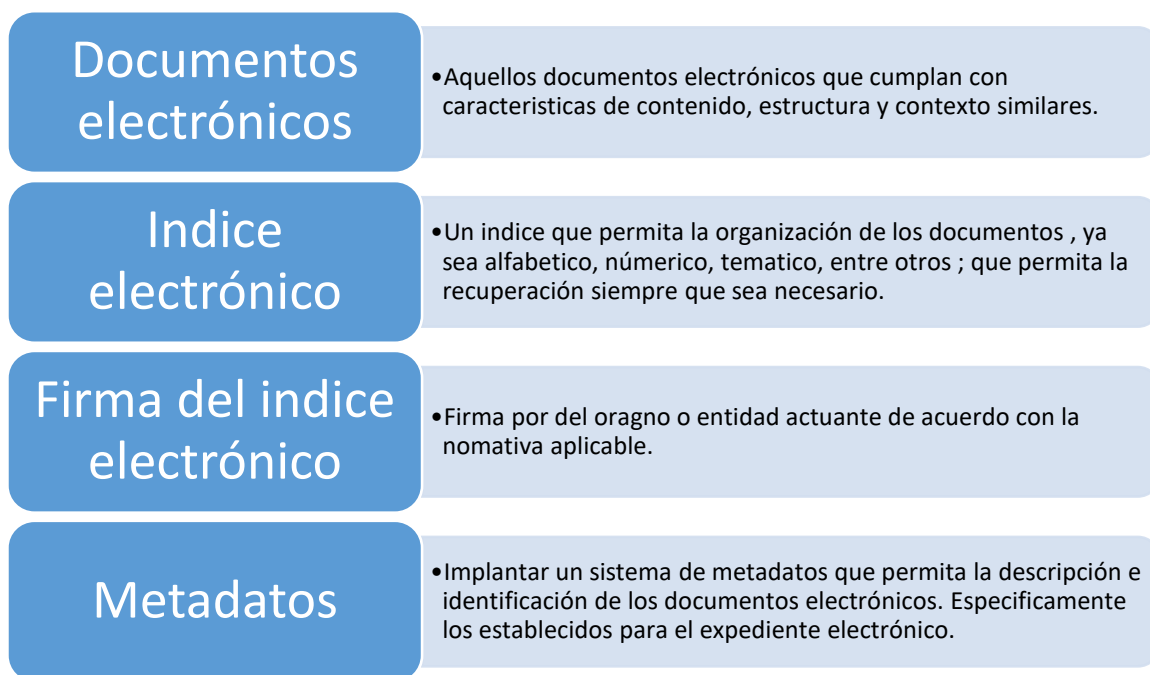 Documentos
electrónicos
•Aquellos documentos electrónicos que cumplan con
caracteristicas de contenido, estructura y contexto similares.
Indice
electrónico
•Un indice que permita la organización de los documentos , ya
sea alfabetico, númerico, tematico, entre otros ; que permita la
recuperación siempre que sea necesario.
Firma del indice
electrónico
•Firma por del oragno o entidad actuante de acuerdo con la
nomativa aplicable.
Metadatos
•Implantar un sistema de metadatos que permita la descripción e
identificación de los documentos electrónicos. Especificamente
los establecidos para el expediente electrónico.